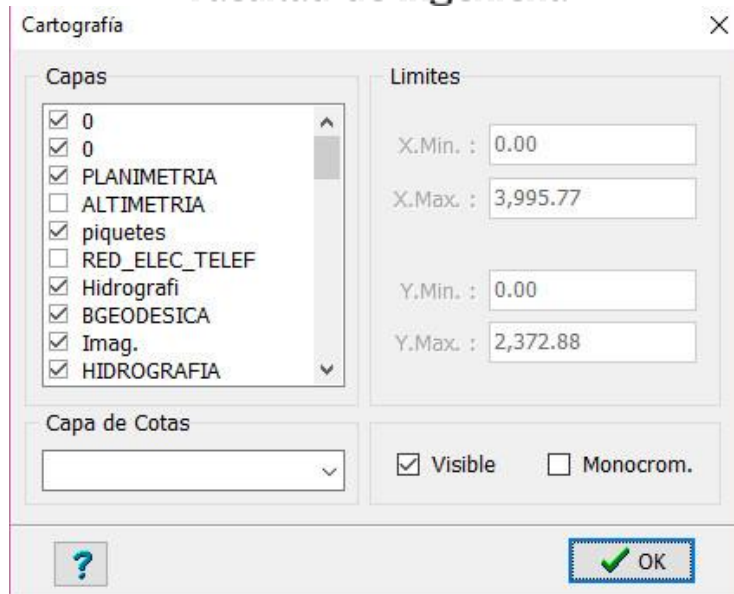 Cartografía
Capas
0
0
PLANIMETRIA
ALTIMETRIA
piquetes
RED_ELEC_TELEF
Hidrografi
BGEODESICA
Imag.
HIDROGRAFIA
Limites
X.Min. : 0.00
X.Max. : 3,995.77
Y.Min. : 0.00
Y.Max. : 2,372.88
Capa de Cotas
Visible
Monocrom.
?
OK